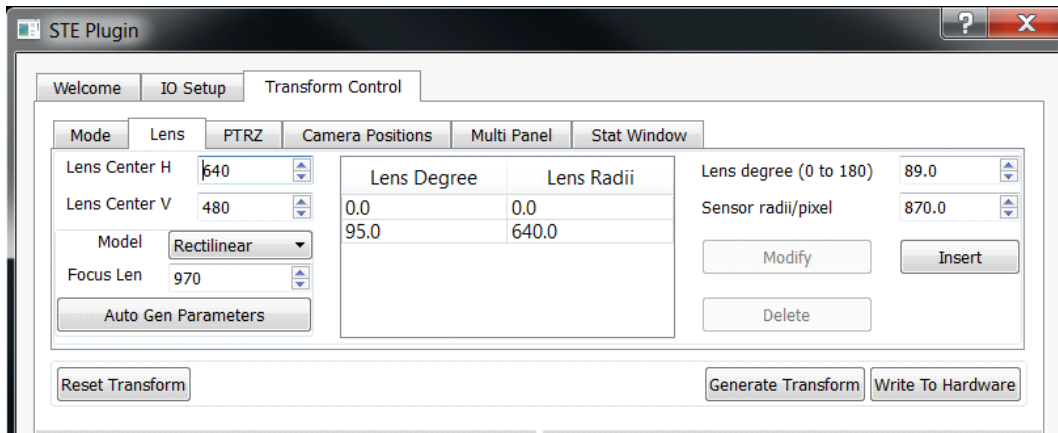 STE Plugin
Welcome IO Setup Transform Control
Mode Lens PTRZ Camera Positions Multi Panel Stat Window
Lens Center H 640
Lens Center V 480
Model Rectilinear
Focus Len 970
Auto Gen Parameters
Lens Degree Lens Radii
0.0 0.0
95.0 640.0
Lens degree (0 to 180) 89.0
Sensor radii/pixel 870.0
Modify Insert
Delete
Reset Transform Generate Transform Write To Hardware